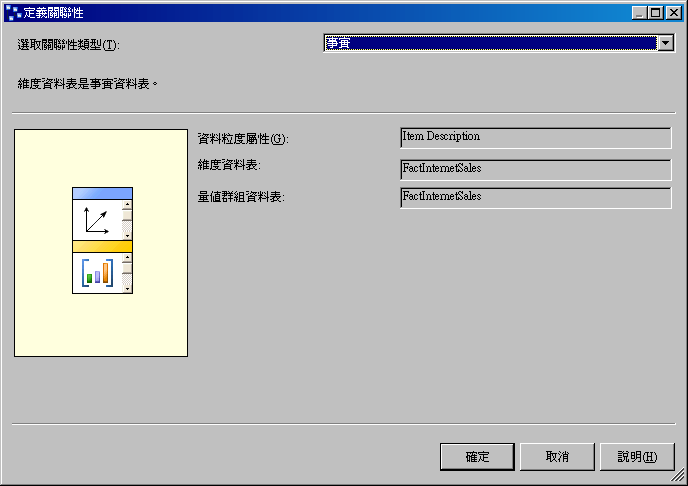 定義關聯性
選取關聯性類型(T):
事實
維度資料表是事實資料表。
資料粒度屬性(G):
Item Description
維度資料表:
FactInternetSales
量值群組資料表:
FactInternetSales
確定
取消
說明(H)